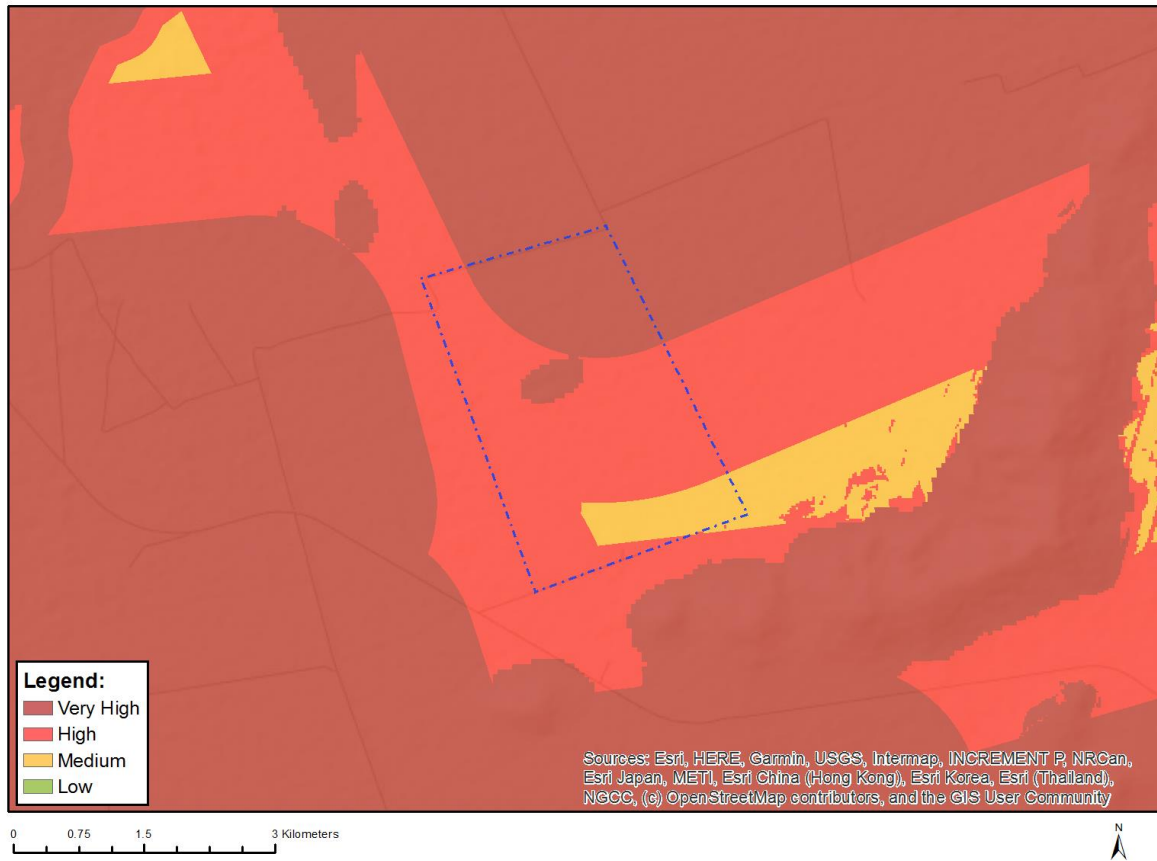 Legend:
Very High
High
Medium
Low
Sources: Esri, HERE, Garmin, USGS, Intermap, INCREMENT P, NRCan,
Esri Japan, METI, Esri China (Hong Kong), Esri Korea, Esri (Thailand),
NGCC, (c) OpenStreetMap contributors, and the GIS User Community
0 0.75 1.5 3 Kilometers
N